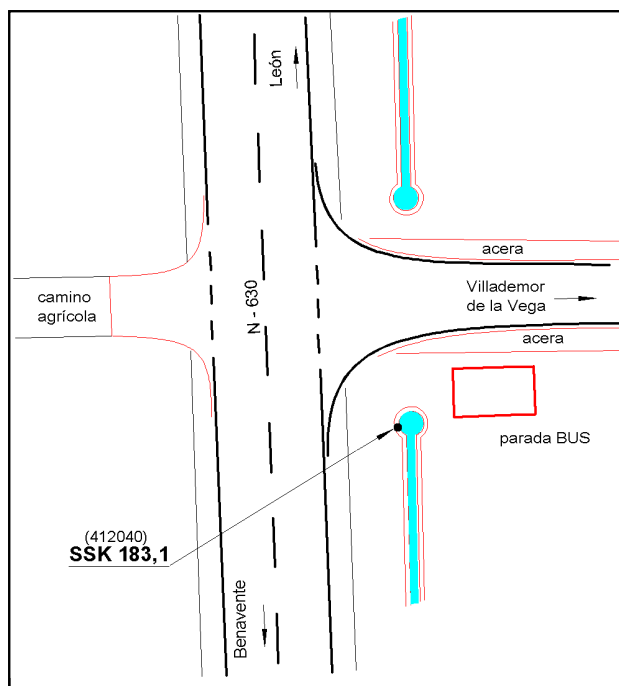 León
acera
Villademor
de la Vega
camino
agrícola
N - 630
acera
parada BUS
(412040)
SSK 183,1
Benavente